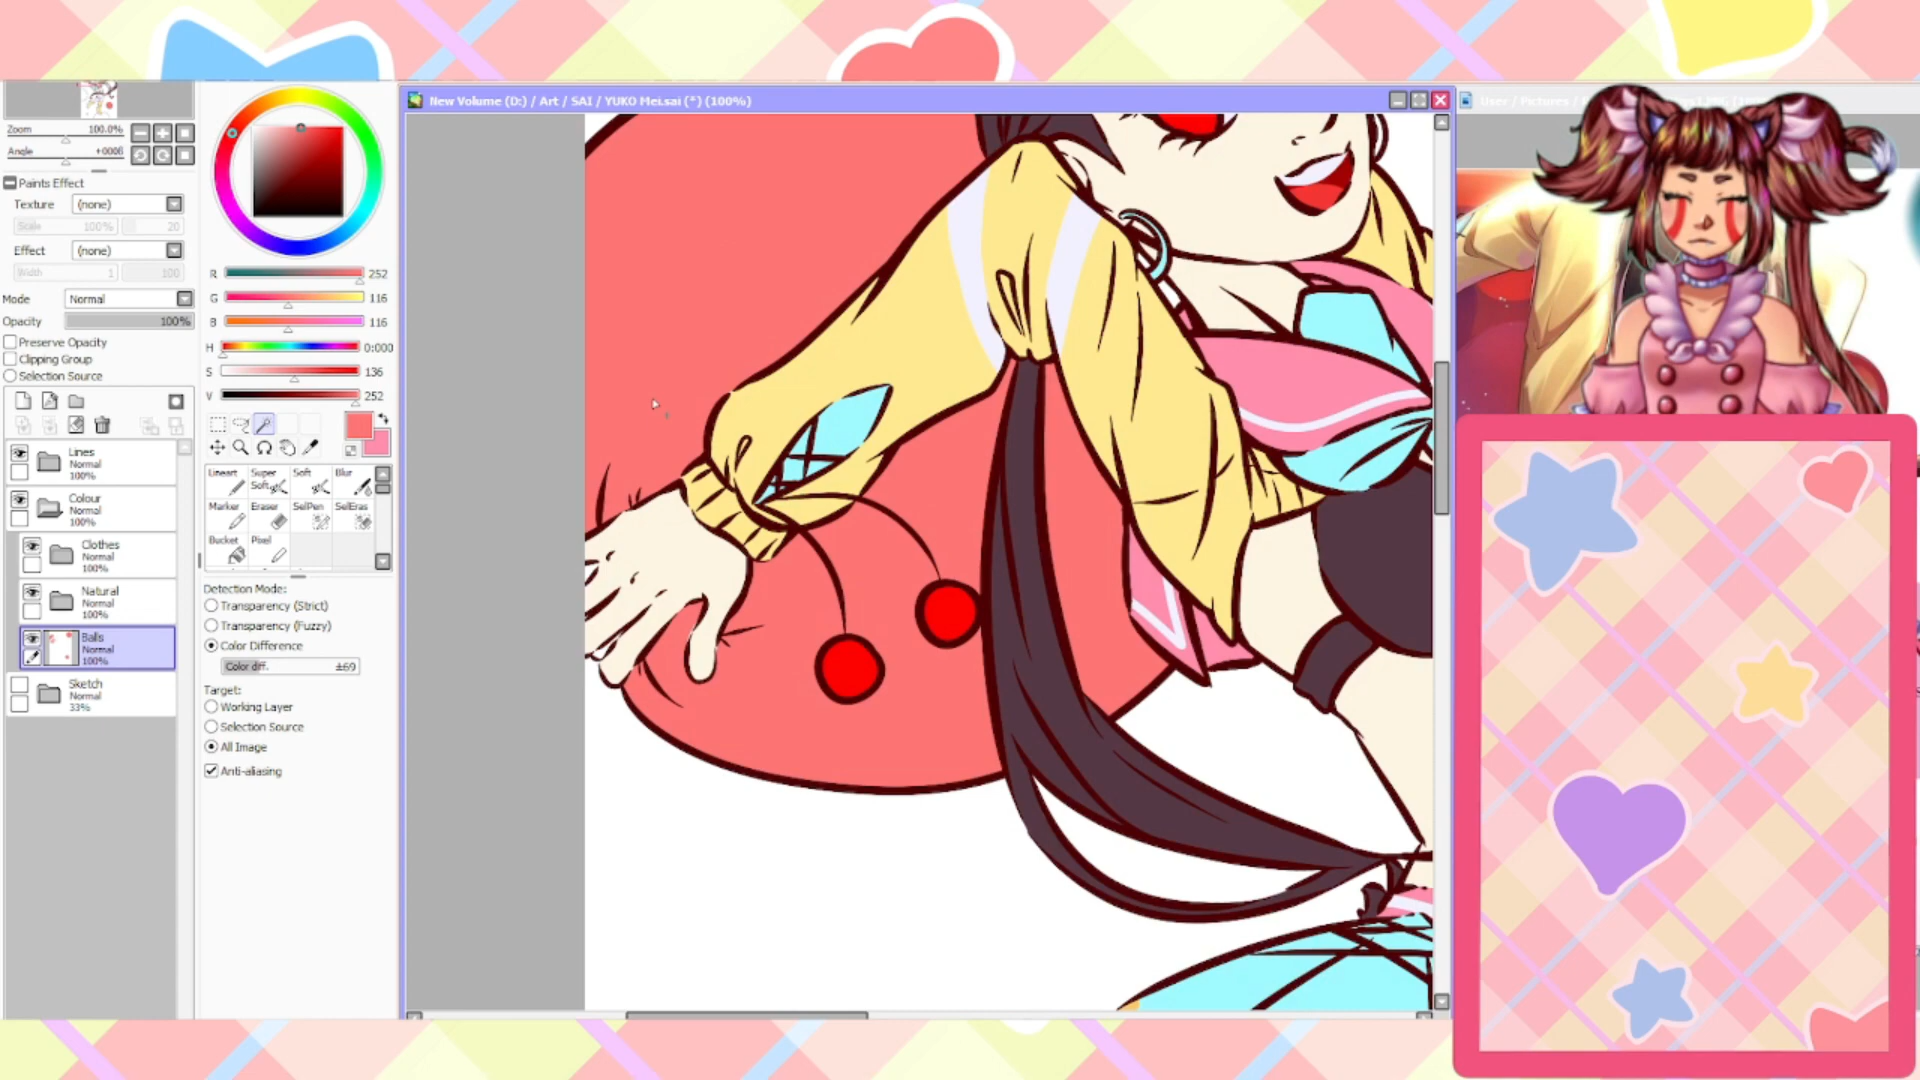 New Volume (D:) / Art / SAI / YUKO Mei.sai (*) (100%)
Zoom 100.0%
Angle +000ß
Paints Effect
Texture (none)
Scale 100% 20
Effect (none)
Width 1 100
Mode Normal
Opacity 100%
Preserve Opacity
Clipping Group
Selection Source
Lines
Normal
100%
Colour
Normal
100%
Clothes
Normal
100%
Natural
Normal
100%
Balls
Normal
100%
Sketch
Normal
33%
R 252
G 116
B 116
H 0:000
S 136
V 252
Lineart Super Soft Soft Blur
Marker Eraser SelPen SelEras
Bucket Pixel
Detection Mode:
Transparency (Strict)
Transparency (Fuzzy)
Color Difference
Color diff. ±69
Target:
Working Layer
Selection Source
All Image
Anti-aliasing
User / Pictures /